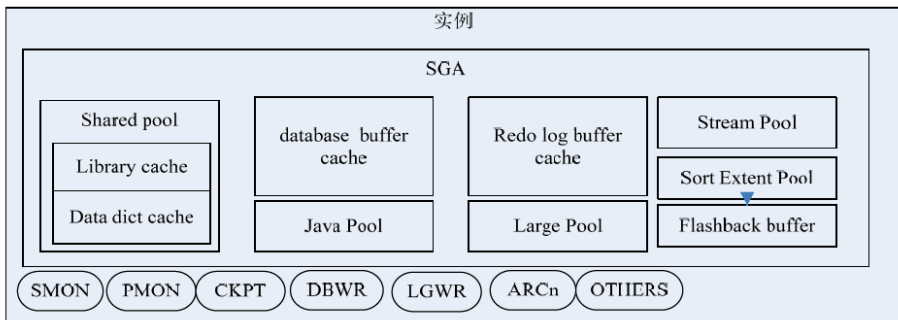 实例
SGA
Shared pool
Library cache
Data dict cache
database buffer
cache
Java Pool
Redo log buffer
cache
Large Pool
Stream Pool
Sort Extent Pool
Flashback buffer
SMON
PMON
CKPT
DBWR
LGWR
ARCn
OTHERS